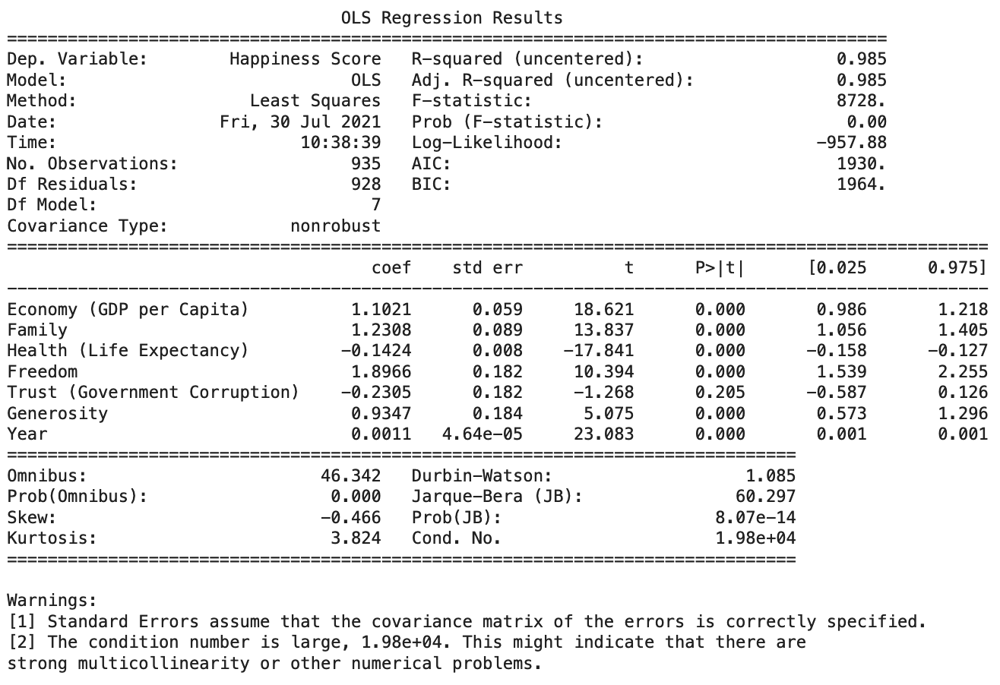 OLS Regression Results
==============================================================================
Dep. Variable: Happiness Score R-squared (uncentered): 0.985
Model: OLS Adj. R-squared (uncentered): 0.985
Method: Least Squares F-statistic: 8728.
Date: Fri, 30 Jul 2021 Prob (F-statistic): 0.00
Time: 10:38:39 Log-Likelihood: -957.88
No. Observations: 935 AIC: 1930.
Df Residuals: 928 BIC: 1964.
Df Model: 7
Covariance Type: nonrobust
==============================================================================
coef std err t P>|t| [0.025 0.975]
------------------------------------------------------------------------------
Economy (GDP per Capita) 1.1021 0.059 18.621 0.000 0.986 1.218
Family 1.2308 0.089 13.837 0.000 1.056 1.405
Health (Life Expectancy) -0.1424 0.008 -17.841 0.000 -0.158 -0.127
Freedom 1.8966 0.182 10.394 0.000 1.539 2.255
Trust (Government Corruption) -0.2305 0.182 -1.268 0.205 -0.587 0.126
Generosity 0.9347 0.184 5.075 0.000 0.573 1.296
Year 0.0011 4.64e-05 23.083 0.000 0.001 0.001
==============================================================================
Omnibus: 46.342 Durbin-Watson: 1.085
Prob(Omnibus): 0.000 Jarque-Bera (JB): 60.297
Skew: -0.466 Prob(JB): 8.07e-14
Kurtosis: 3.824 Cond. No. 1.98e+04
==============================================================================
Warnings:
[1] Standard Errors assume that the covariance matrix of the errors is correctly specified.
[2] The condition number is large, 1.98e+04. This might indicate that there are
strong multicollinearity or other numerical problems.